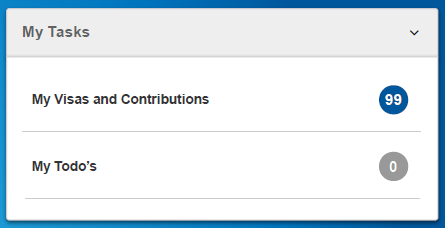 My Tasks
My Visas and Contributions 99
My Todo’s 0